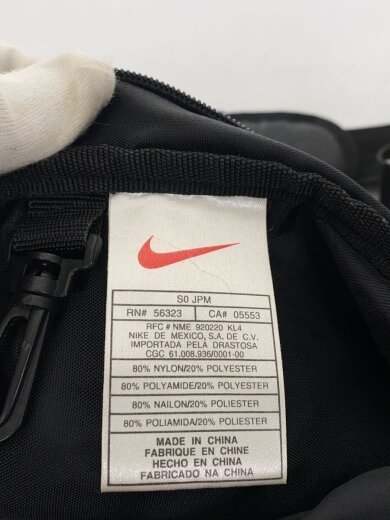 S0 JPM
RN# 56323 CA# 05553
RFC # NME 920220 KL4
NIKE DE MEXICO, S.A. DE C.V.
IMPORTADA PELA DRASTOSA
CGC 61.008.936/0001-00
80% NYLON/20% POLYESTER
80% POLYAMIDE/20% POLYESTER
80% NAILON/20% POLIESTER
80% POLIAMIDA/20% POLIESTER
MADE IN CHINA
FABRIQUE EN CHINE
HECHO EN CHINA
FABRICADO NA CHINA